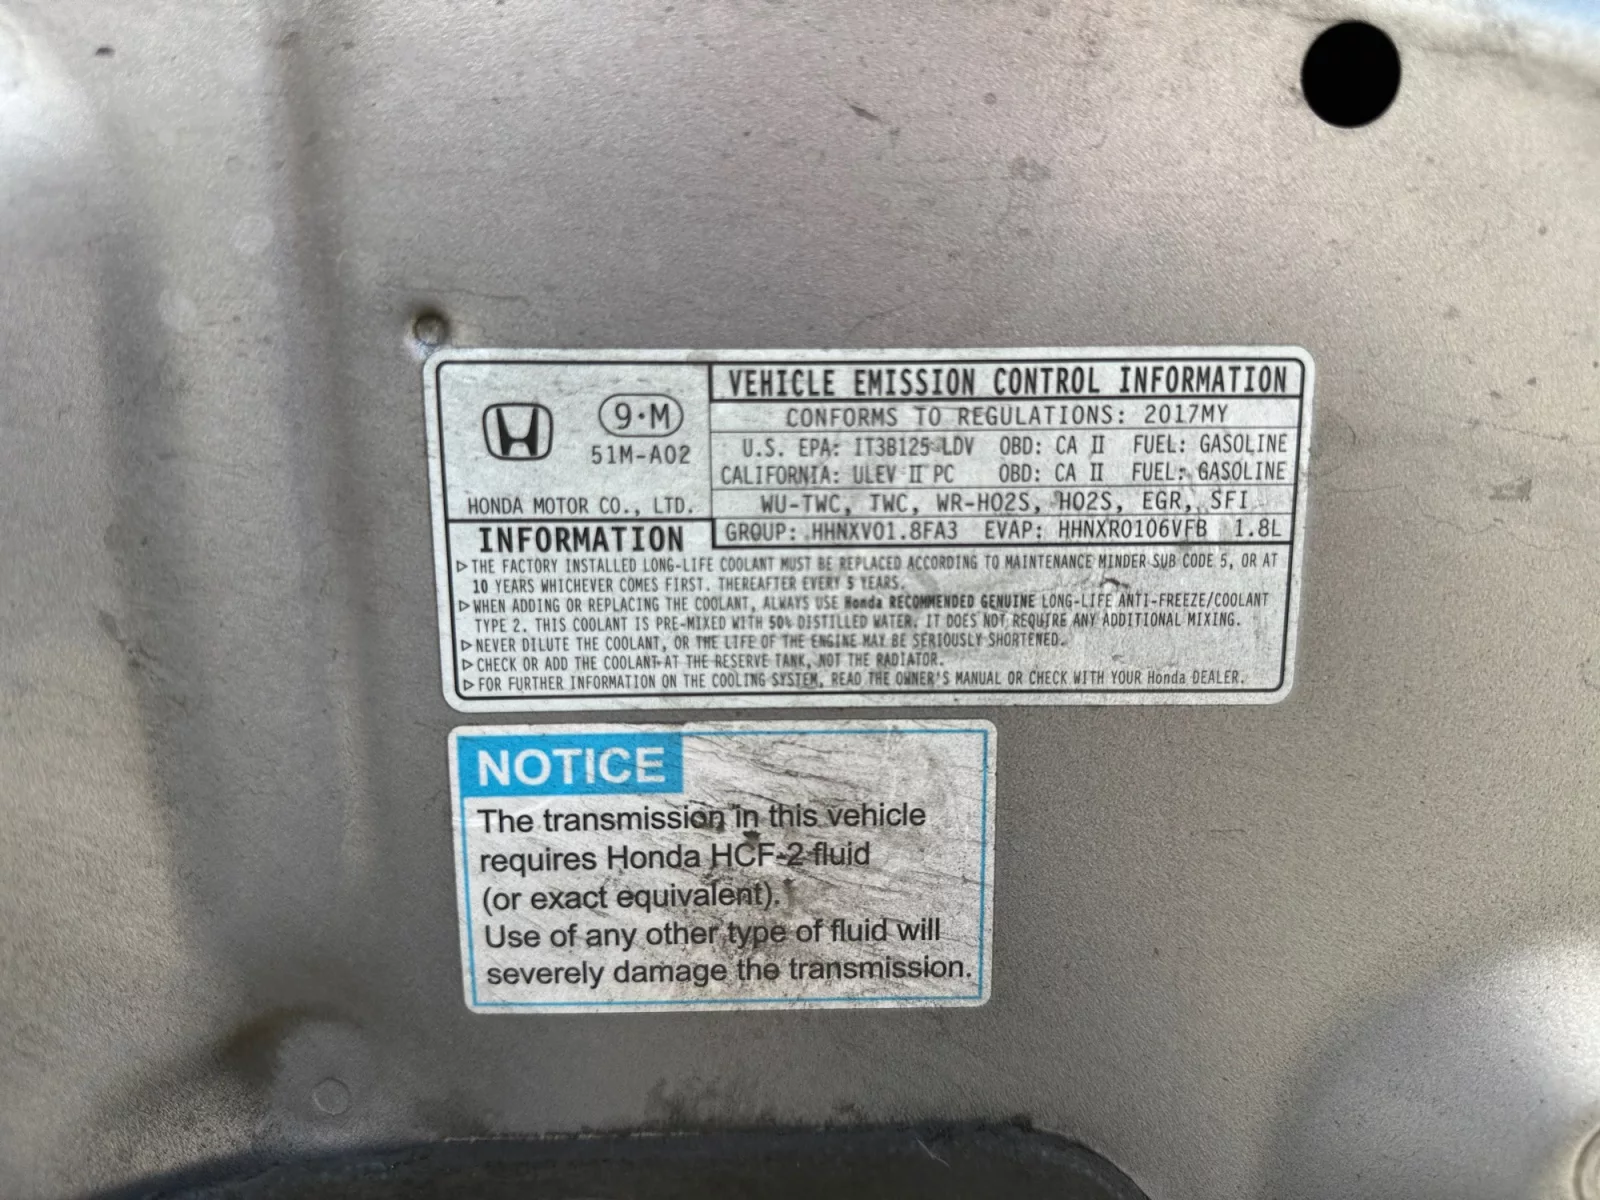 VEHICLE EMISSION CONTROL INFORMATION
9·M
51M-A02
HONDA MOTOR CO., LTD.
CONFORMS TO REGULATIONS: 2017MY
U.S. EPA: IT3B125 LDV OBD: CA II FUEL: GASOLINE
CALIFORNIA: ULEV II PC OBD: CA II FUEL: GASOLINE
WU-TWC, TWC, WR-HO2S, HO2S, EGR, SFI
GROUP: HHNXV01.8FA3 EVAP: HHNXR0106VFB 1.8L
INFORMATION
▷THE FACTORY INSTALLED LONG-LIFE COOLANT MUST BE REPLACED ACCORDING TO MAINTENANCE MINDER SUB CODE 5, OR AT
10 YEARS WHICHEVER COMES FIRST. THEREAFTER EVERY 5 YEARS.
▷WHEN ADDING OR REPLACING THE COOLANT, ALWAYS USE Honda RECOMMENDED GENUINE LONG-LIFE ANTI-FREEZE/COOLANT
TYPE 2. THIS COOLANT IS PRE-MIXED WITH 50% DISTILLED WATER. IT DOES NOT REQUIRE ANY ADDITIONAL MIXING.
▷NEVER DILUTE THE COOLANT, OR THE LIFE OF THE ENGINE MAY BE SERIOUSLY SHORTENED.
▷CHECK OR ADD THE COOLANT AT THE RESERVE TANK, NOT THE RADIATOR.
▷FOR FURTHER INFORMATION ON THE COOLING SYSTEM, READ THE OWNER'S MANUAL OR CHECK WITH YOUR Honda DEALER.
NOTICE
The transmission in this vehicle
requires Honda HCF-2 fluid
(or exact equivalent).
Use of any other type of fluid will
severely damage the transmission.